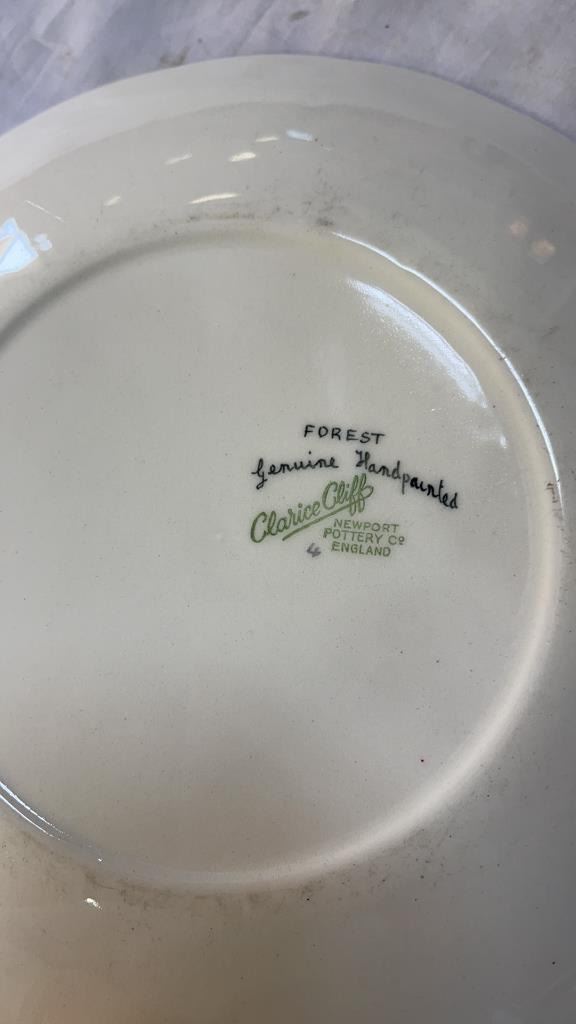 FOREST
Genuine Handpainted
Clarice Cliff
NEWPORT
POTTERY Cº
ENGLAND
4